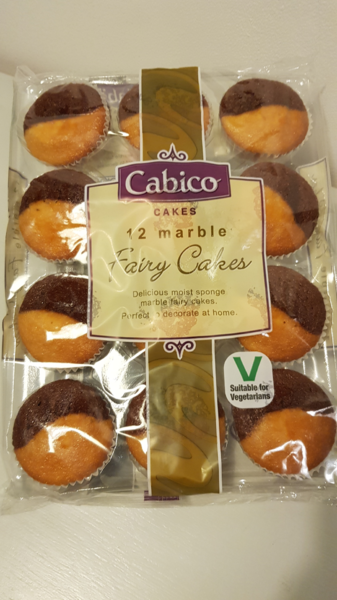 Cabico
CAKES
12 marble
Fairy Cakes
Delicious moist sponge
marble fairy cakes.
Perfect to decorate at home.
V
Suitable for
Vegetarians